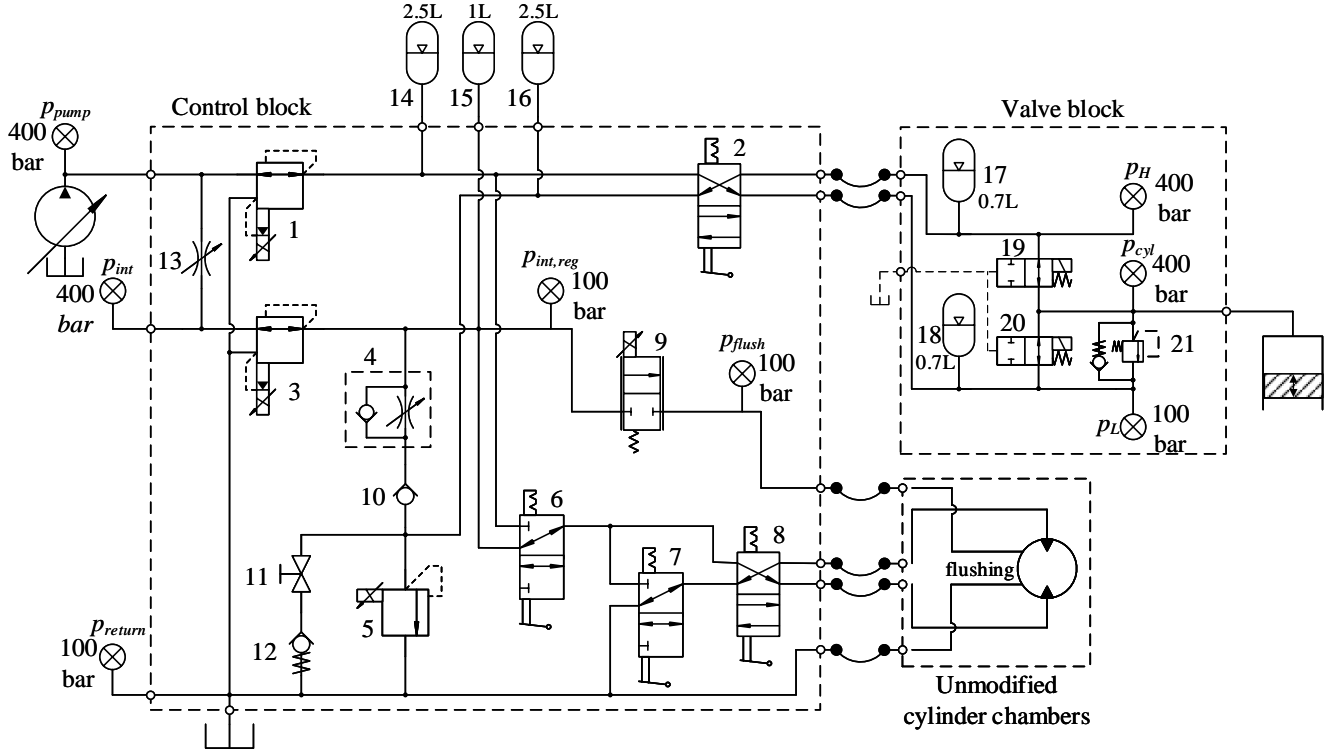 2.5L
1L
2.5L
14
15
16
Control block
Valve block
p_pump
400
bar
1
2
13
p_int
400
bar
3
4
p_int,reg
100
bar
9
p_flush
100
bar
10
11
12
5
6
7
8
p_return
100
bar
17
0.7L
p_H
400
bar
19
p_cyl
400
bar
18
0.7L
20
21
p_L
100
bar
flushing
Unmodified
cylinder chambers